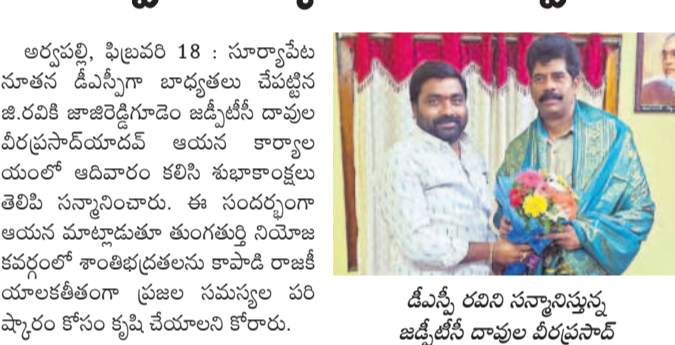 అర్వపల్లి, ఫిబ్రవరి 18 : సూర్యాపేట
నూతన డీఎస్పీగా బాధ్యతలు చేపట్టిన
జి.రవికి జాజిరెడ్డిగూడెం జడ్పీటీసీ దావుల
వీరప్రసాద్‌యాదవ్ ఆయన కార్యాల
యంలో ఆదివారం కలిసి శుభాకాంక్షలు
తెలిపి సన్మానించారు. ఈ సందర్భంగా
ఆయన మాట్లాడుతూ తుంగతుర్తి నియోజ
కవర్గంలో శాంతిభద్రతలను కాపాడి రాజకీ
యాలకతీతంగా ప్రజల సమస్యల పరి
ష్కారం కోసం కృషి చేయాలని కోరారు.
డీఎస్పీ రవిని సన్మానిస్తున్న
జడ్పీటీసీ దావుల వీరప్రసాద్